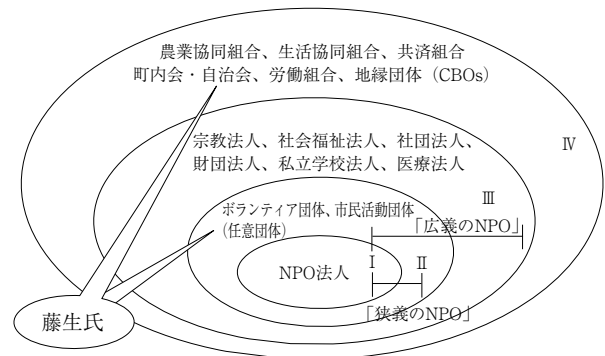 農業協同組合、生活協同組合、共済組合
町内会・自治会、労働組合、地縁団体（CBOs）
Ⅳ
宗教法人、社会福祉法人、社団法人、
財団法人、私立学校法人、医療法人
Ⅲ
ボランティア団体、市民活動団体
(任意団体)
「広義のNPO」
NPO法人
Ⅰ
Ⅱ
「狭義のNPO」
藤生氏